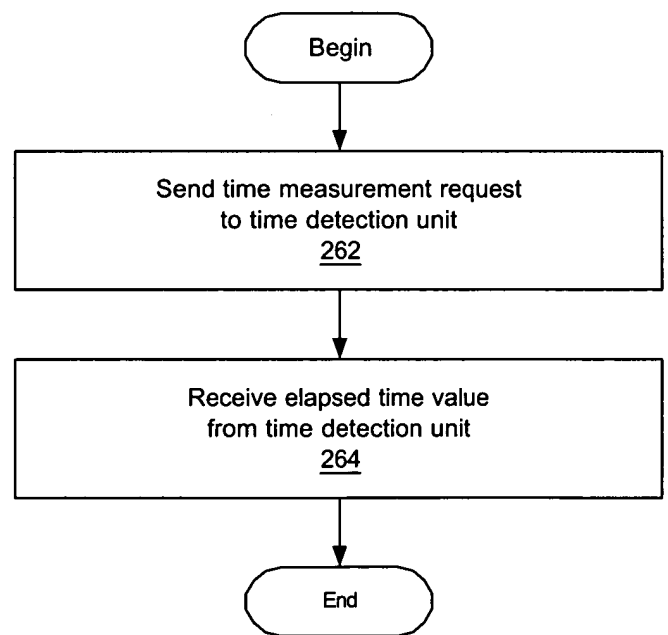 Begin
Send time measurement request
to time detection unit
262
Receive elapsed time value
from time detection unit
264
End